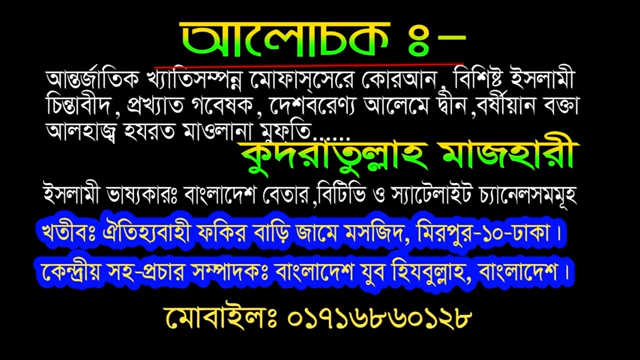 আলোচক ঃ-
আন্তর্জাতিক খ্যাতিসম্পন্ন মোফাস্সেরে কোরআন, বিশিষ্ট ইসলামী
চিন্তাবীদ, প্রখ্যাত গবেষক, দেশবরেণ্য আলেমে দ্বীন,বর্ষীয়ান বক্তা
আলহাজ্ব হযরত মাওলানা মুফতি......
কুদরাতুল্লাহ মাজহারী
ইসলামী ভাষ্যকারঃ বাংলাদেশ বেতার,বিটিভি ও স্যাটেলাইট চ্যানেলসমমূহ
খতীবঃ ঐতিহ্যবাহী ফকির বাড়ি জামে মসজিদ, মিরপুর-১০-ঢাকা।
কেন্দ্রীয় সহ-প্রচার সম্পাদকঃ বাংলাদেশ যুব হিযবুল্লাহ, বাংলাদেশ।
মোবাইলঃ ০১৭১৬৮৬০১২৮